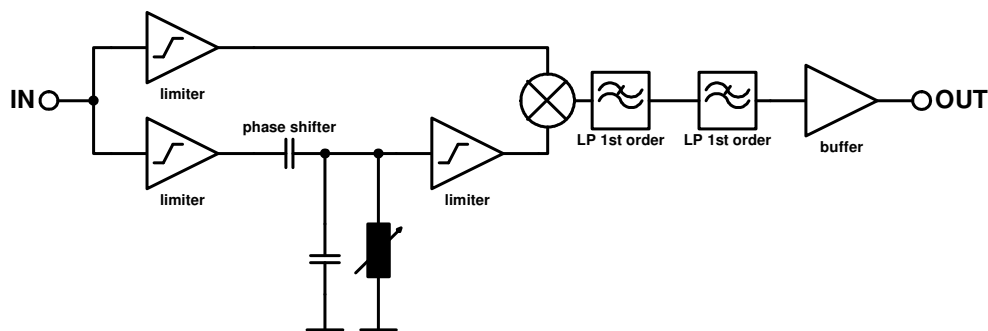 IN
limiter
limiter
phase shifter
limiter
LP 1st order
LP 1st order
buffer
OUT